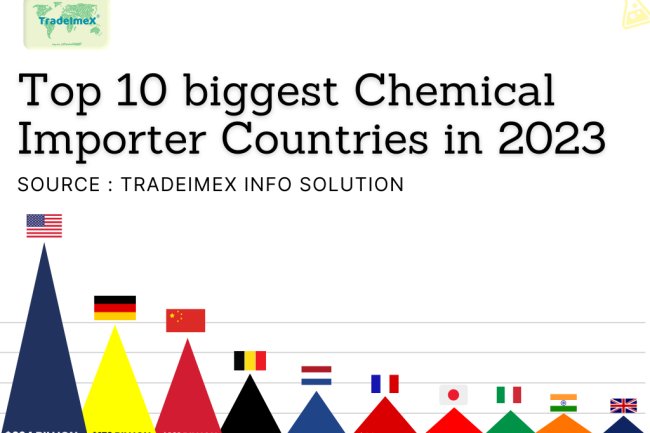 TradeImeX
Top 10 biggest Chemical
Importer Countries in 2023
SOURCE : TRADEIMEX INFO SOLUTION